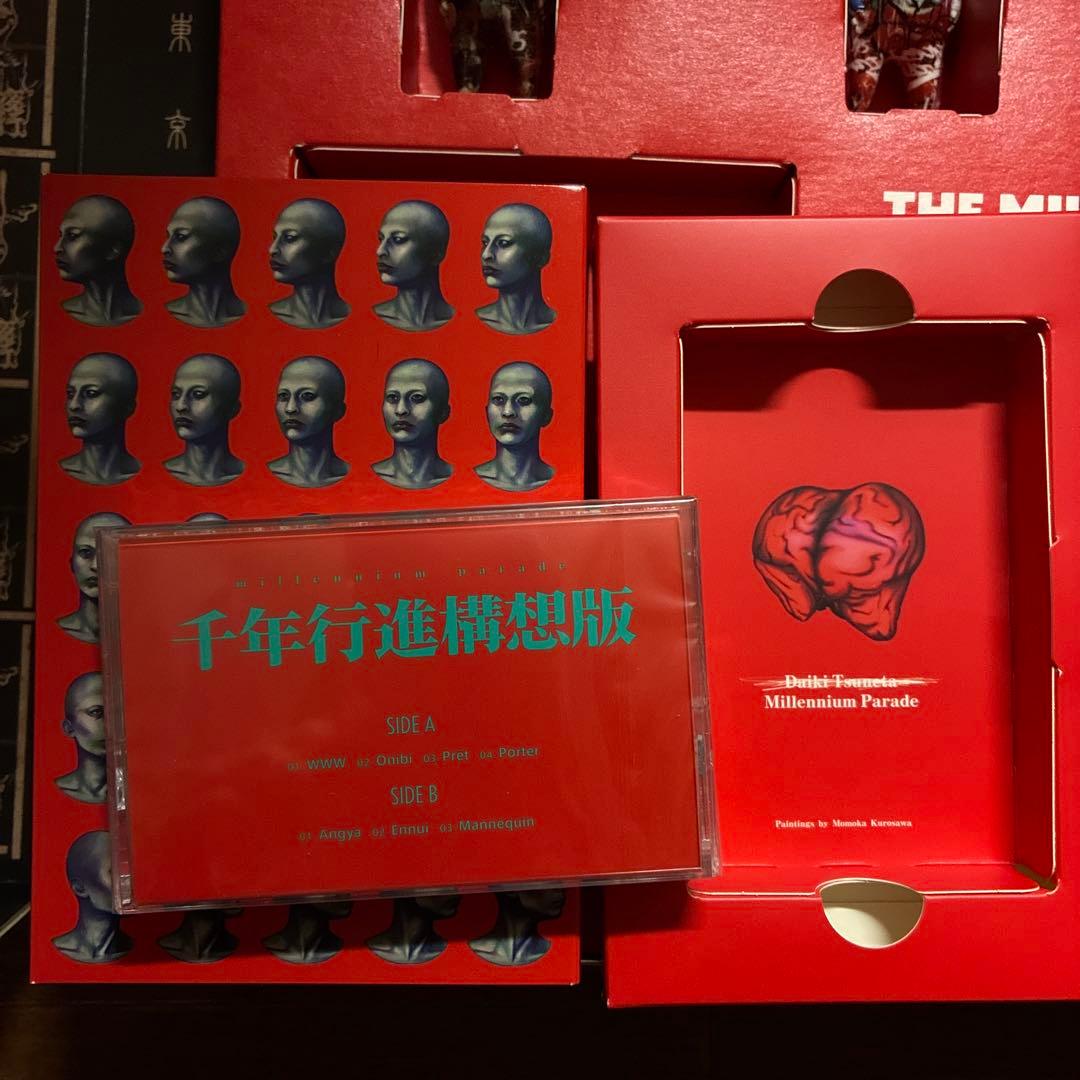 東
京
THE MIL
millennium parade
千年行進構想版
SIDE A
01. WWW 02. Onibi 03. Pret 04. Porter
SIDE B
01. Angya 02. Ennui 03. Mannequin
Daiki Tsuneta
Millennium Parade
Paintings by Momoka Kurosawa